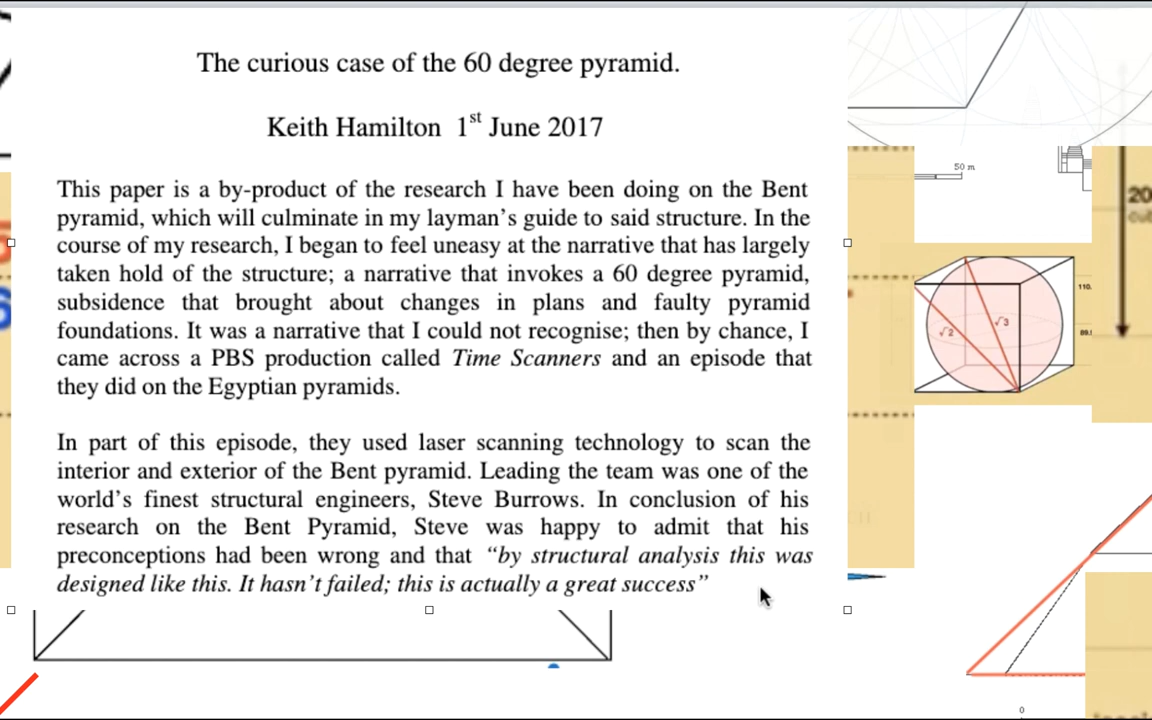 The curious case of the 60 degree pyramid.
Keith Hamilton 1st June 2017
This paper is a by-product of the research I have been doing on the Bent
pyramid, which will culminate in my layman's guide to said structure. In the
course of my research, I began to feel uneasy at the narrative that has largely
taken hold of the structure; a narrative that invokes a 60 degree pyramid,
subsidence that brought about changes in plans and faulty pyramid
foundations. It was a narrative that I could not recognise; then by chance, I
came across a PBS production called Time Scanners and an episode that
they did on the Egyptian pyramids.
In part of this episode, they used laser scanning technology to scan the
interior and exterior of the Bent pyramid. Leading the team was one of the
world's finest structural engineers, Steve Burrows. In conclusion of his
research on the Bent Pyramid, Steve was happy to admit that his
preconceptions had been wrong and that “by structural analysis this was
designed like this. It hasn't failed; this is actually a great success”
50 m
20
110.
√2
√3
0